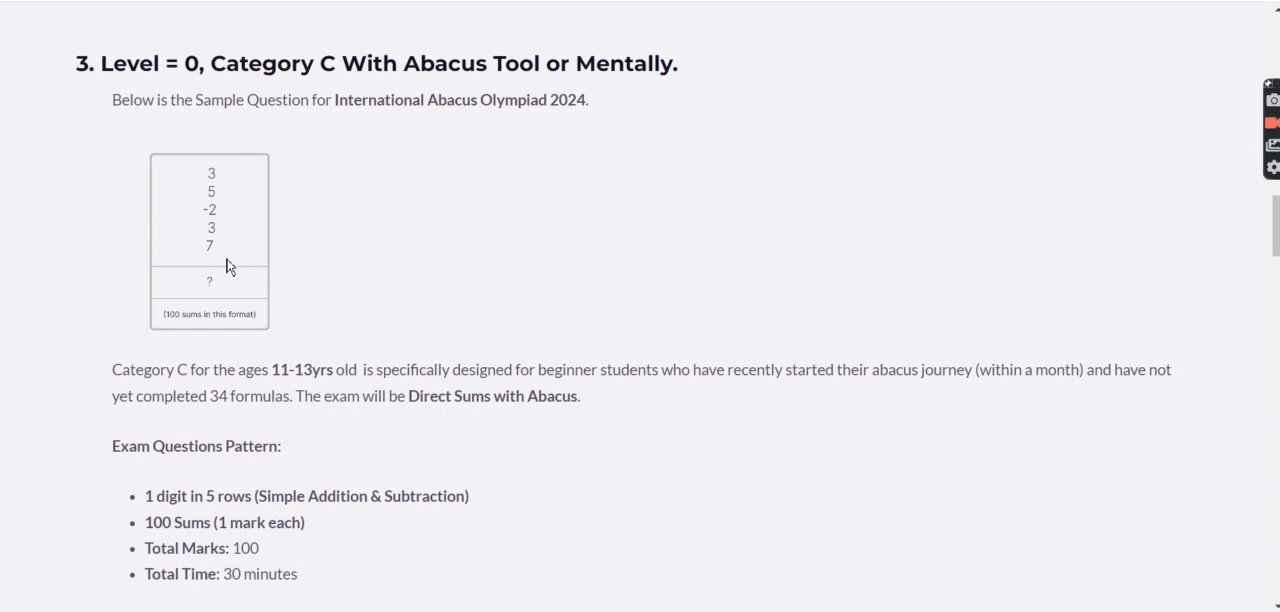 3. Level = 0, Category C With Abacus Tool or Mentally.
Below is the Sample Question for International Abacus Olympiad 2024.
3
5
-2
3
7
?
(100 sums in this format)
Category C for the ages 11-13yrs old is specifically designed for beginner students who have recently started their abacus journey (within a month) and have not
yet completed 34 formulas. The exam will be Direct Sums with Abacus.
Exam Questions Pattern:
• 1 digit in 5 rows (Simple Addition & Subtraction)
• 100 Sums (1 mark each)
• Total Marks: 100
• Total Time: 30 minutes